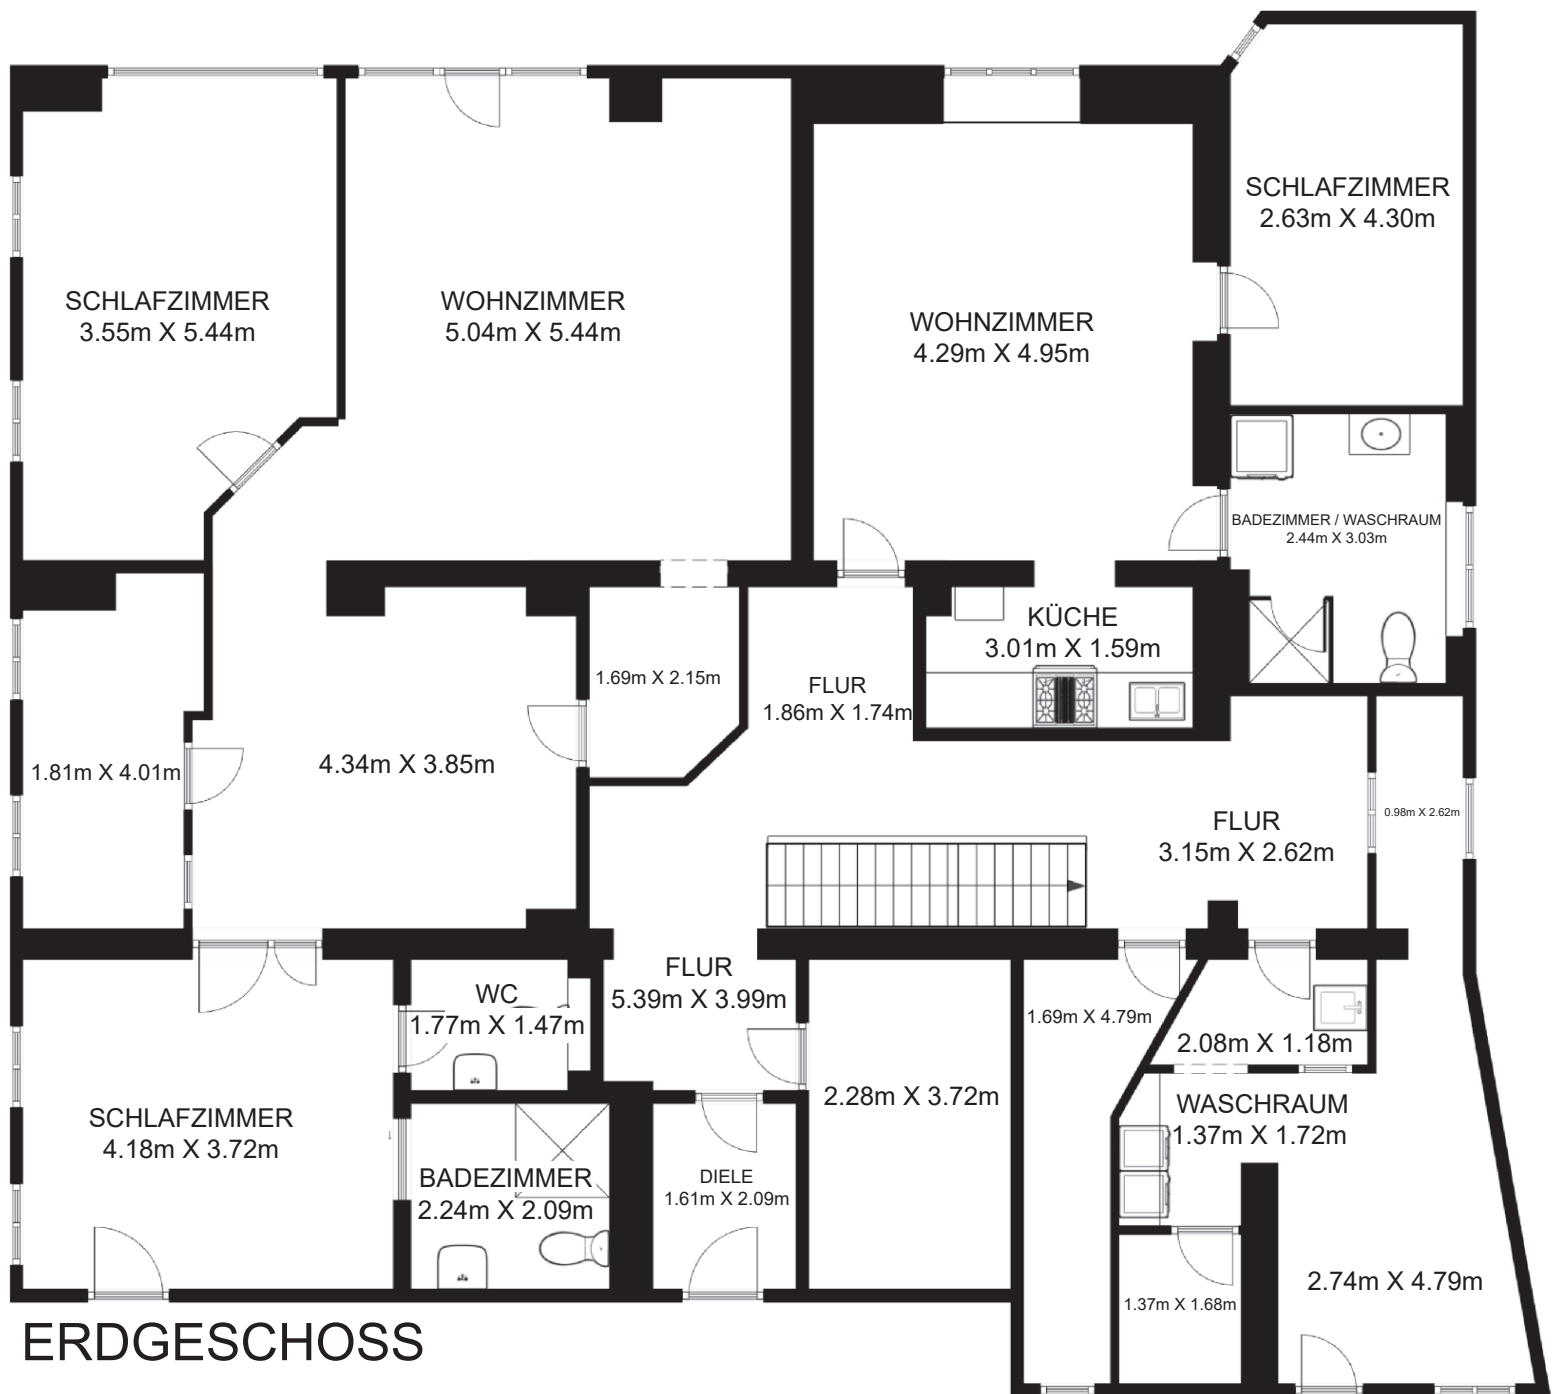 SCHLAFZIMMER
2.63m X 4.30m
SCHLAFZIMMER
3.55m X 5.44m
WOHNZIMMER
5.04m X 5.44m
WOHNZIMMER
4.29m X 4.95m
BADEZIMMER / WASCHRAUM
2.44m X 3.03m
KÜCHE
3.01m X 1.59m
1.69m X 2.15m
FLUR
1.86m X 1.74m
1.81m X 4.01m
4.34m X 3.85m
FLUR
3.15m X 2.62m
0.98m X 2.62m
WC
1.77m X 1.47m
FLUR
5.39m X 3.99m
1.69m X 4.79m
2.08m X 1.18m
SCHLAFZIMMER
4.18m X 3.72m
2.28m X 3.72m
WASCHRAUM
1.37m X 1.72m
BADEZIMMER
2.24m X 2.09m
DIELE
1.61m X 2.09m
2.74m X 4.79m
1.37m X 1.68m
ERDGESCHOSS